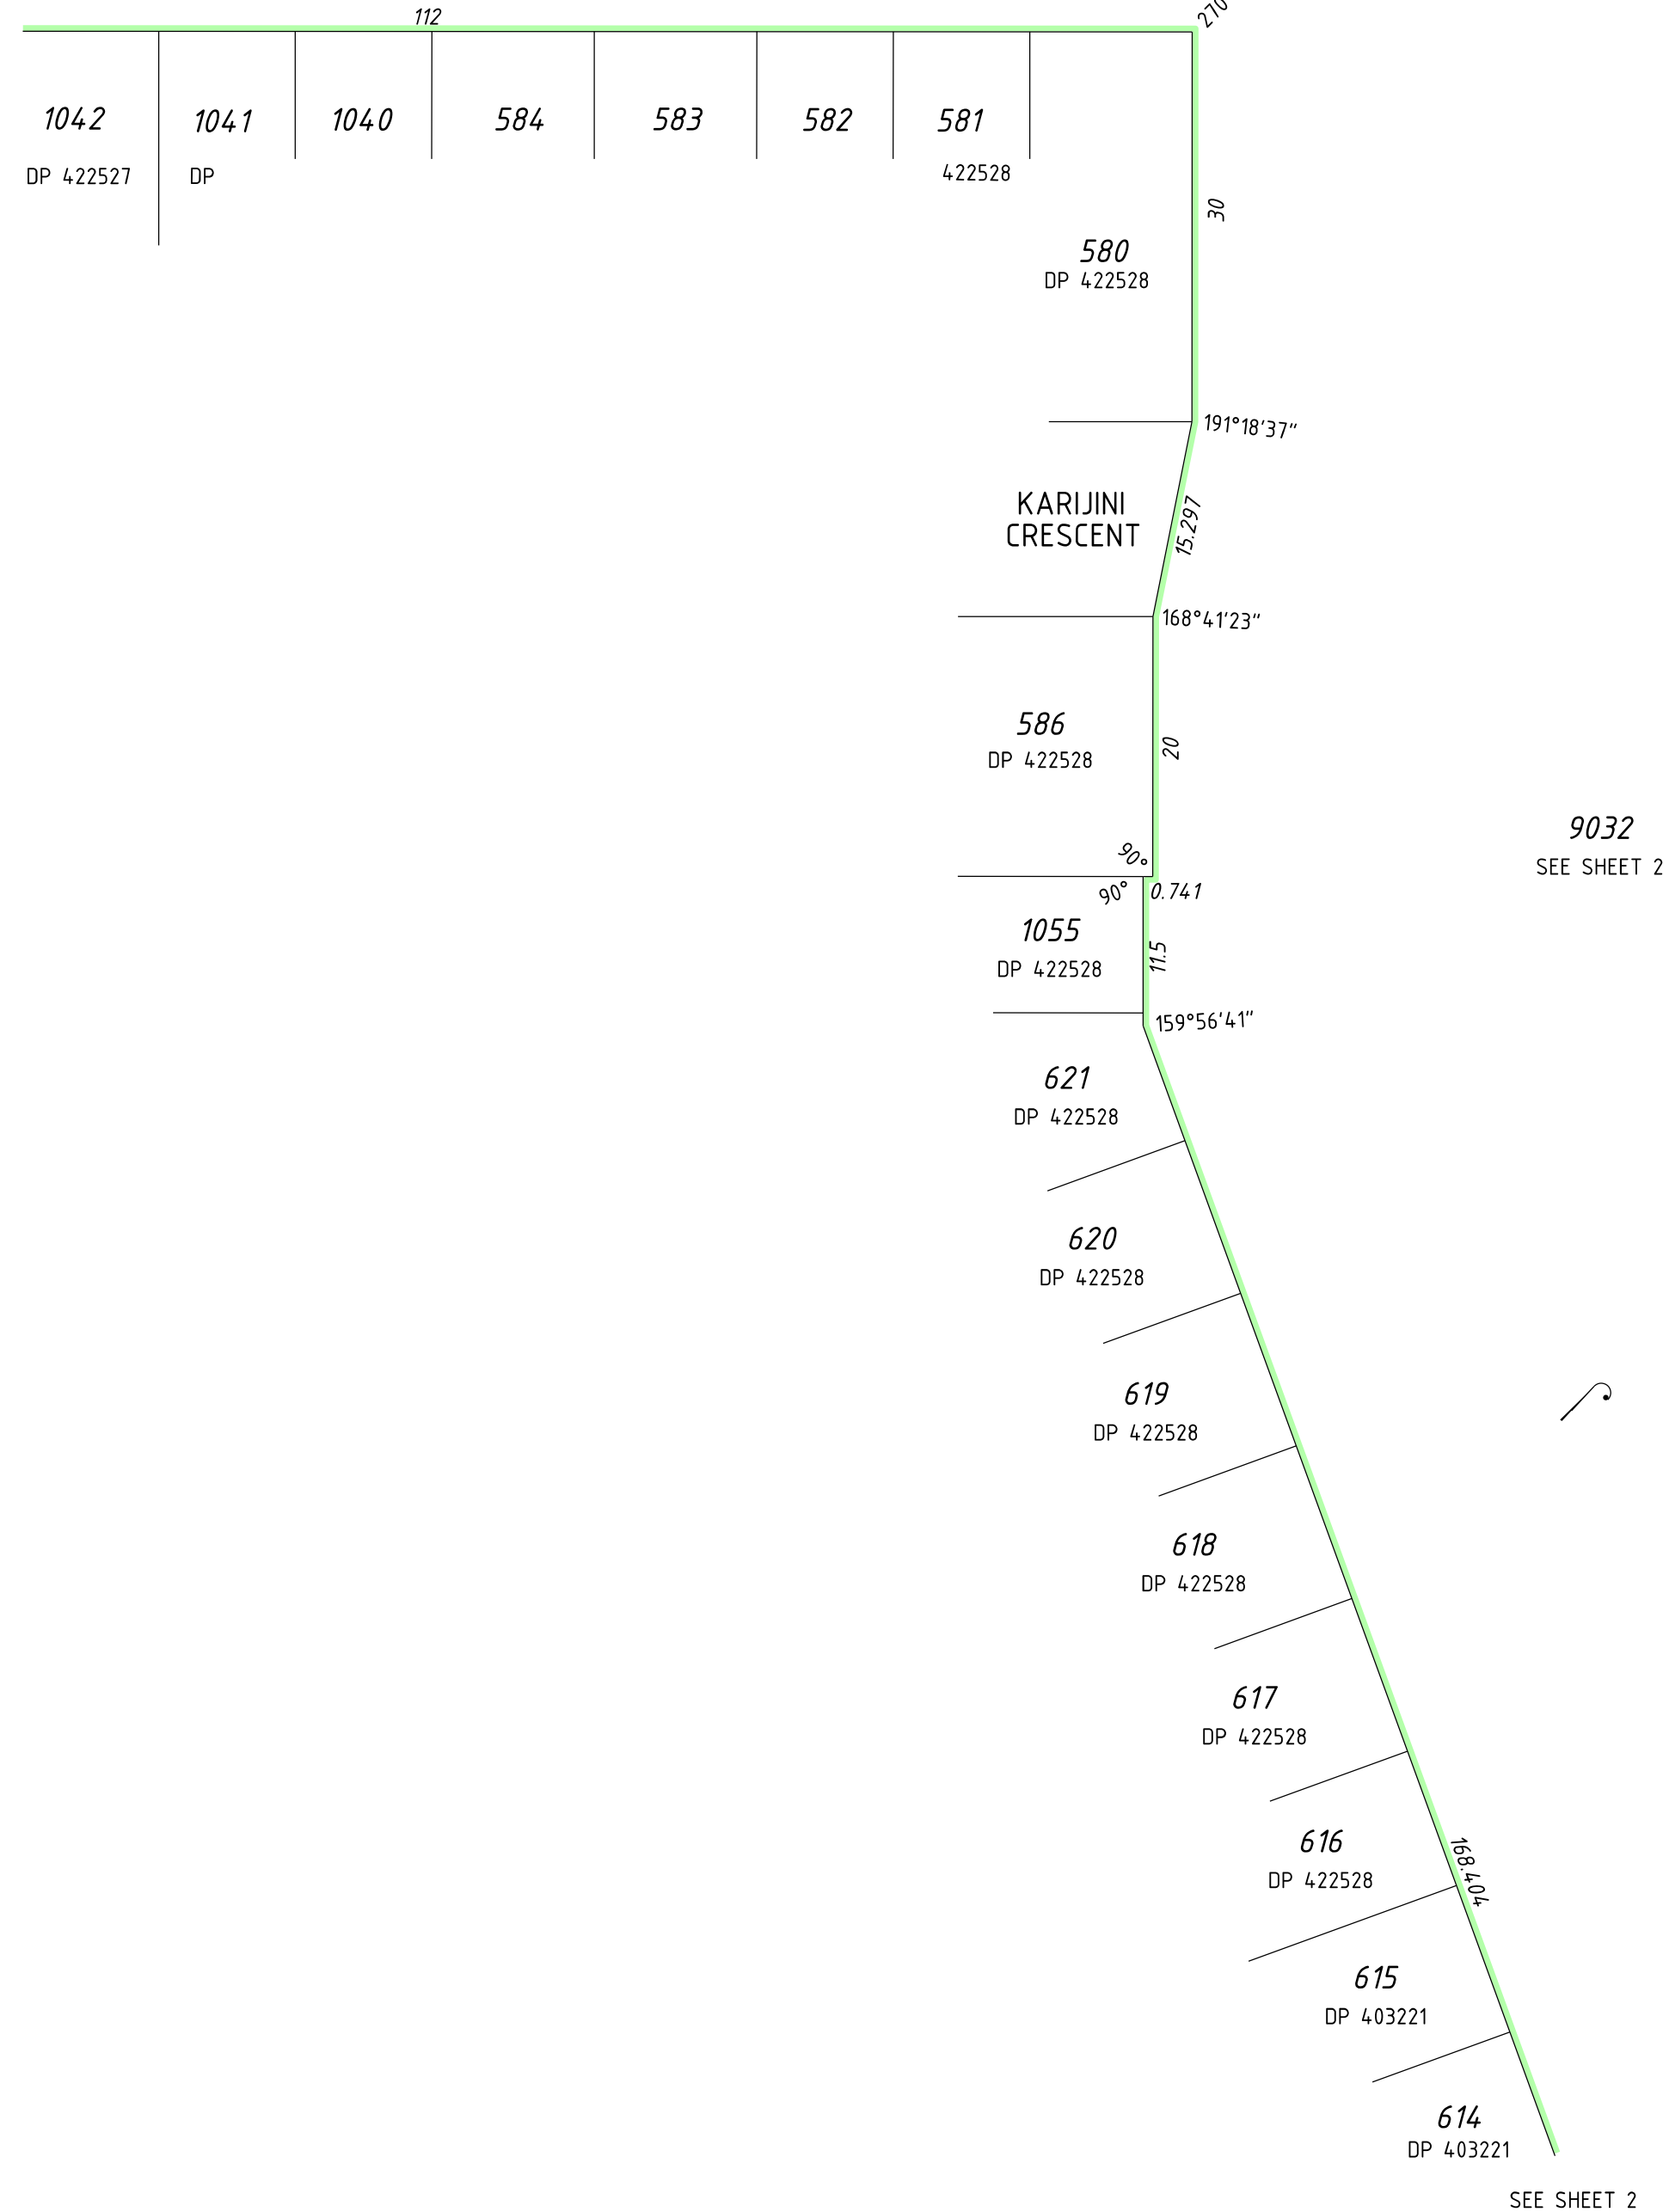 112
270
1042
1041
1040
584
583
582
581
DP 422527
DP
422528
30
580
DP 422528
191°18'37"
KARIJINI
CRESCENT
15.297
168°41'23"
586
DP 422528
20
9032
SEE SHEET 2
90°
90°
0.741
1055
DP 422528
11.5
159°56'41"
621
DP 422528
620
DP 422528
619
DP 422528
618
DP 422528
617
DP 422528
616
DP 422528
168.404
615
DP 403221
614
DP 403221
SEE SHEET 2